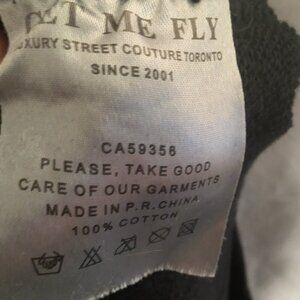 ET ME FLY
UXURY STREET COUTURE TORONTO
SINCE 2001
CA59356
PLEASE, TAKE GOOD
CARE OF OUR GARMENTS
MADE IN P.R.CHINA
100% COTTON